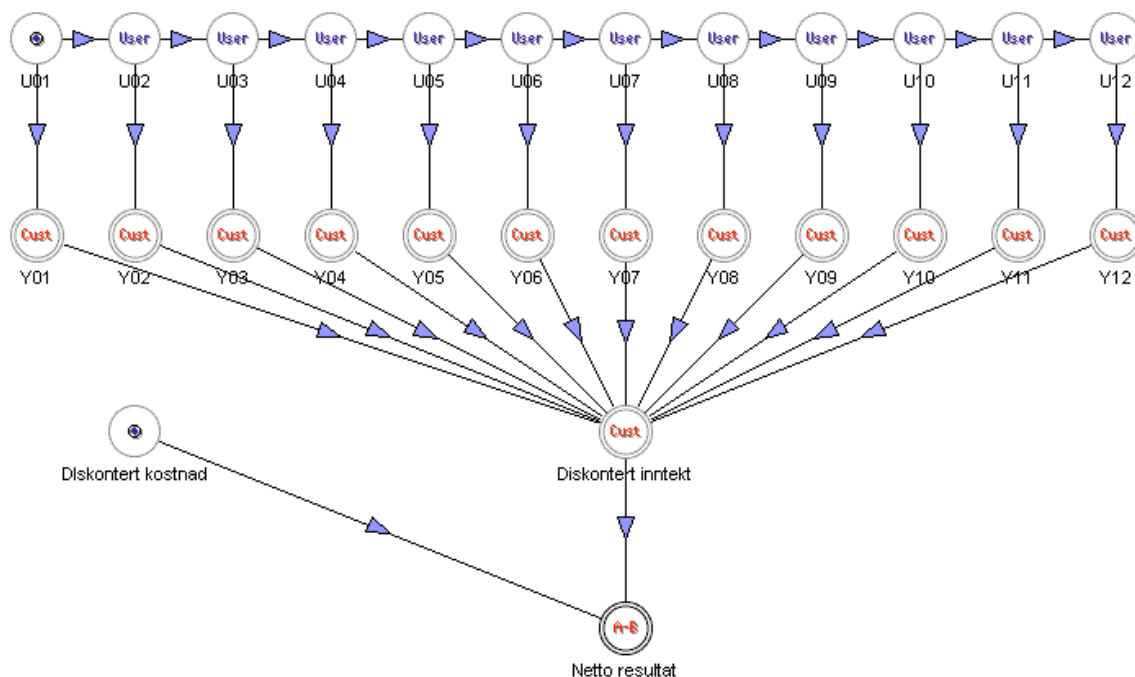 User User User User User User User User User User User
U01 U02 U03 U04 U05 U06 U07 U08 U09 U10 U11 U12
Cust Cust Cust Cust Cust Cust Cust Cust Cust Cust Cust Cust
Y01 Y02 Y03 Y04 Y05 Y06 Y07 Y08 Y09 Y10 Y11 Y12
Cust
DIskontert kostnad Diskontert inntekt
A-B
Netto resultat